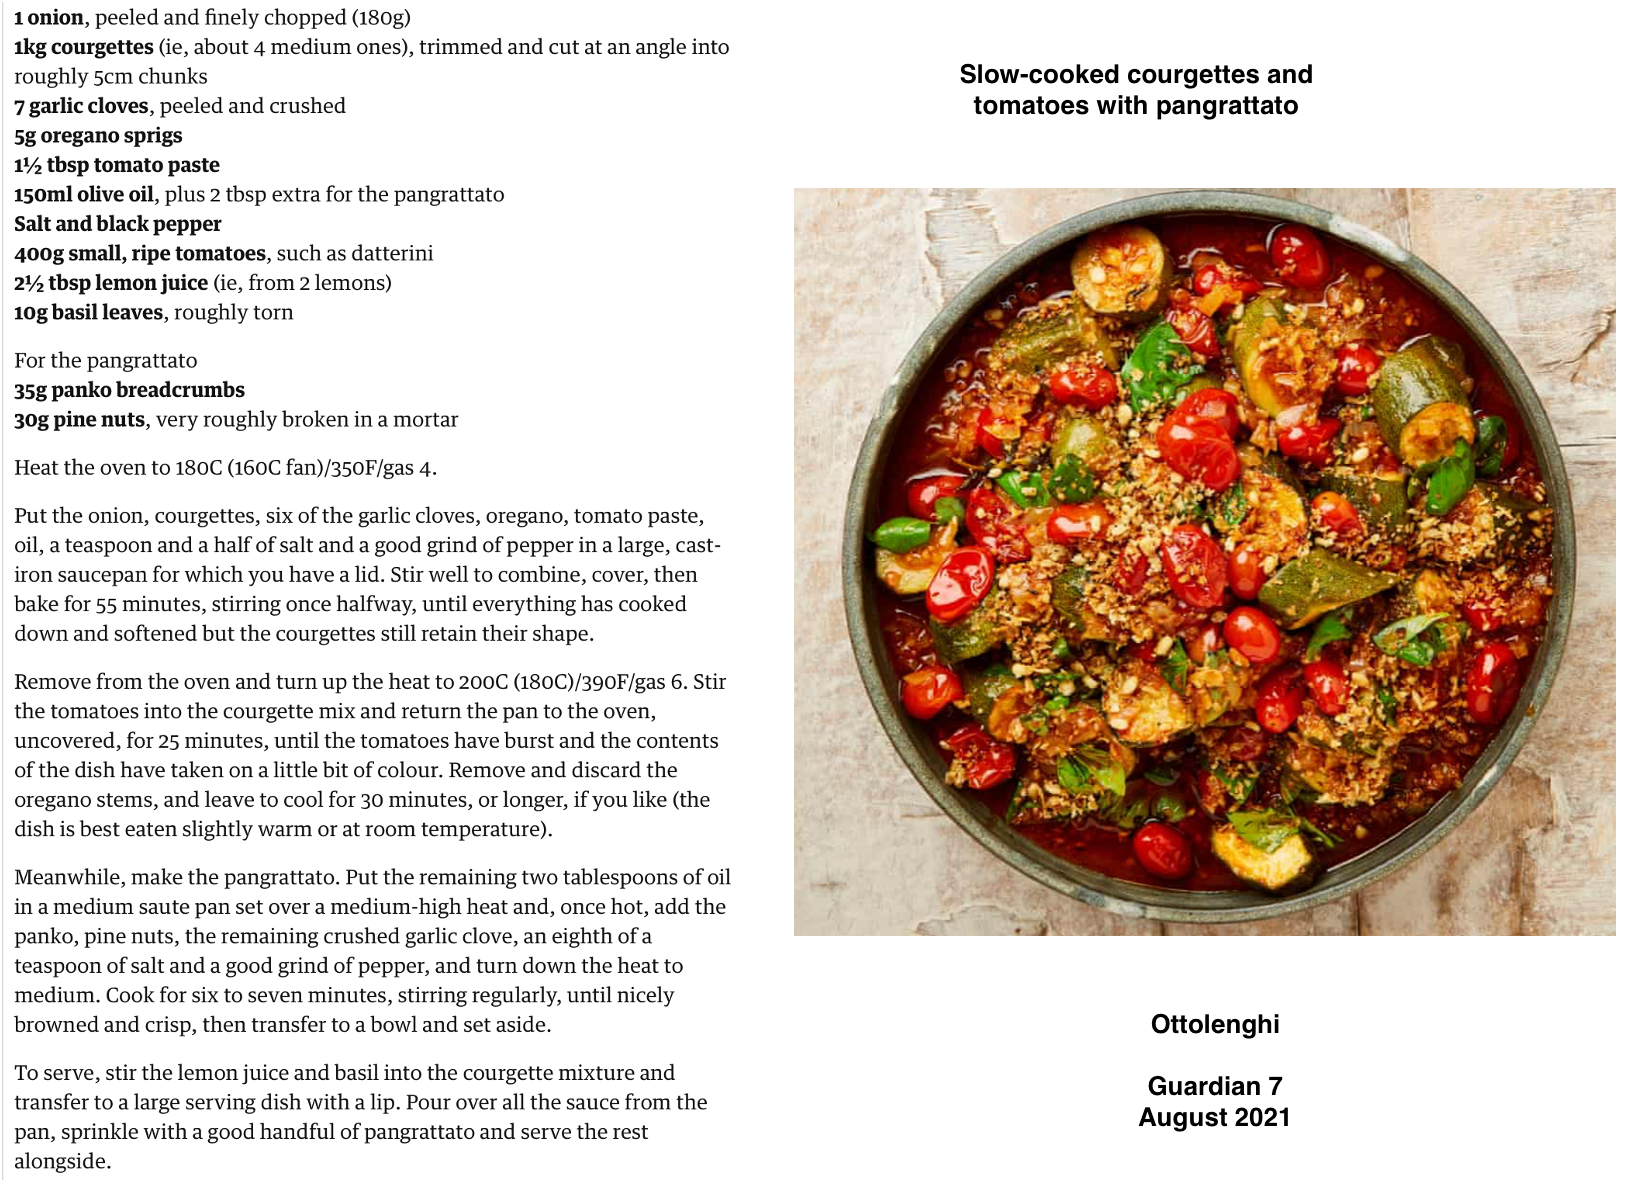 1 onion, peeled and finely chopped (180g)
1kg courgettes (ie, about 4 medium ones), trimmed and cut at an angle into
roughly 5cm chunks
7 garlic cloves, peeled and crushed
5g oregano sprigs
1½ tbsp tomato paste
150ml olive oil, plus 2 tbsp extra for the pangrattato
Salt and black pepper
400g small, ripe tomatoes, such as datterini
2½ tbsp lemon juice (ie, from 2 lemons)
10g basil leaves, roughly torn
For the pangrattato
35g panko breadcrumbs
30g pine nuts, very roughly broken in a mortar
Heat the oven to 180C (160C fan)/350F/gas 4.
Put the onion, courgettes, six of the garlic cloves, oregano, tomato paste,
oil, a teaspoon and a half of salt and a good grind of pepper in a large, cast-
iron saucepan for which you have a lid. Stir well to combine, cover, then
bake for 55 minutes, stirring once halfway, until everything has cooked
down and softened but the courgettes still retain their shape.
Remove from the oven and turn up the heat to 200C (180C)/390F/gas 6. Stir
the tomatoes into the courgette mix and return the pan to the oven,
uncovered, for 25 minutes, until the tomatoes have burst and the contents
of the dish have taken on a little bit of colour. Remove and discard the
oregano stems, and leave to cool for 30 minutes, or longer, if you like (the
dish is best eaten slightly warm or at room temperature).
Meanwhile, make the pangrattato. Put the remaining two tablespoons of oil
in a medium saute pan set over a medium-high heat and, once hot, add the
panko, pine nuts, the remaining crushed garlic clove, an eighth of a
teaspoon of salt and a good grind of pepper, and turn down the heat to
medium. Cook for six to seven minutes, stirring regularly, until nicely
browned and crisp, then transfer to a bowl and set aside.
To serve, stir the lemon juice and basil into the courgette mixture and
transfer to a large serving dish with a lip. Pour over all the sauce from the
pan, sprinkle with a good handful of pangrattato and serve the rest
alongside.
Slow-cooked courgettes and
tomatoes with pangrattato
Ottolenghi
Guardian 7
August 2021